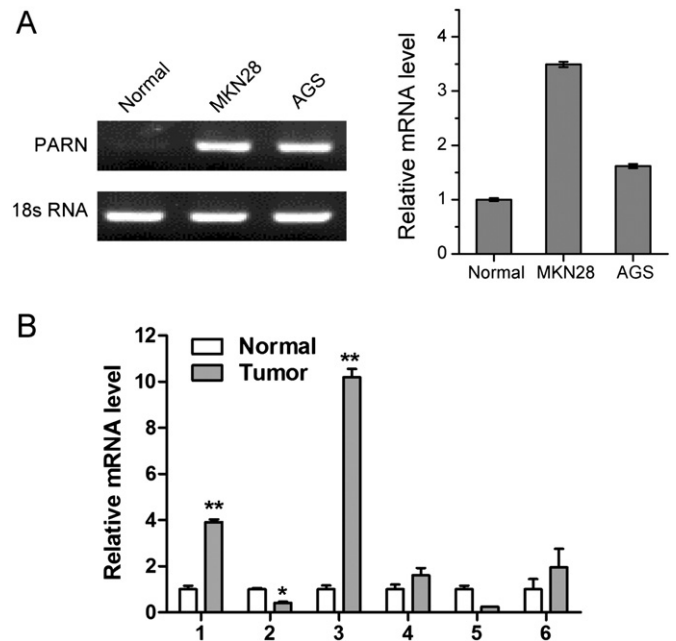 A
Normal
MKN28
AGS
PARN
18s RNA
Relative mRNA level
4
3
2
1
0
Normal MKN28 AGS
B
Relative mRNA level
12
10
8
6
4
2
0
Normal
Tumor
**
*
**
1 2 3 4 5 6